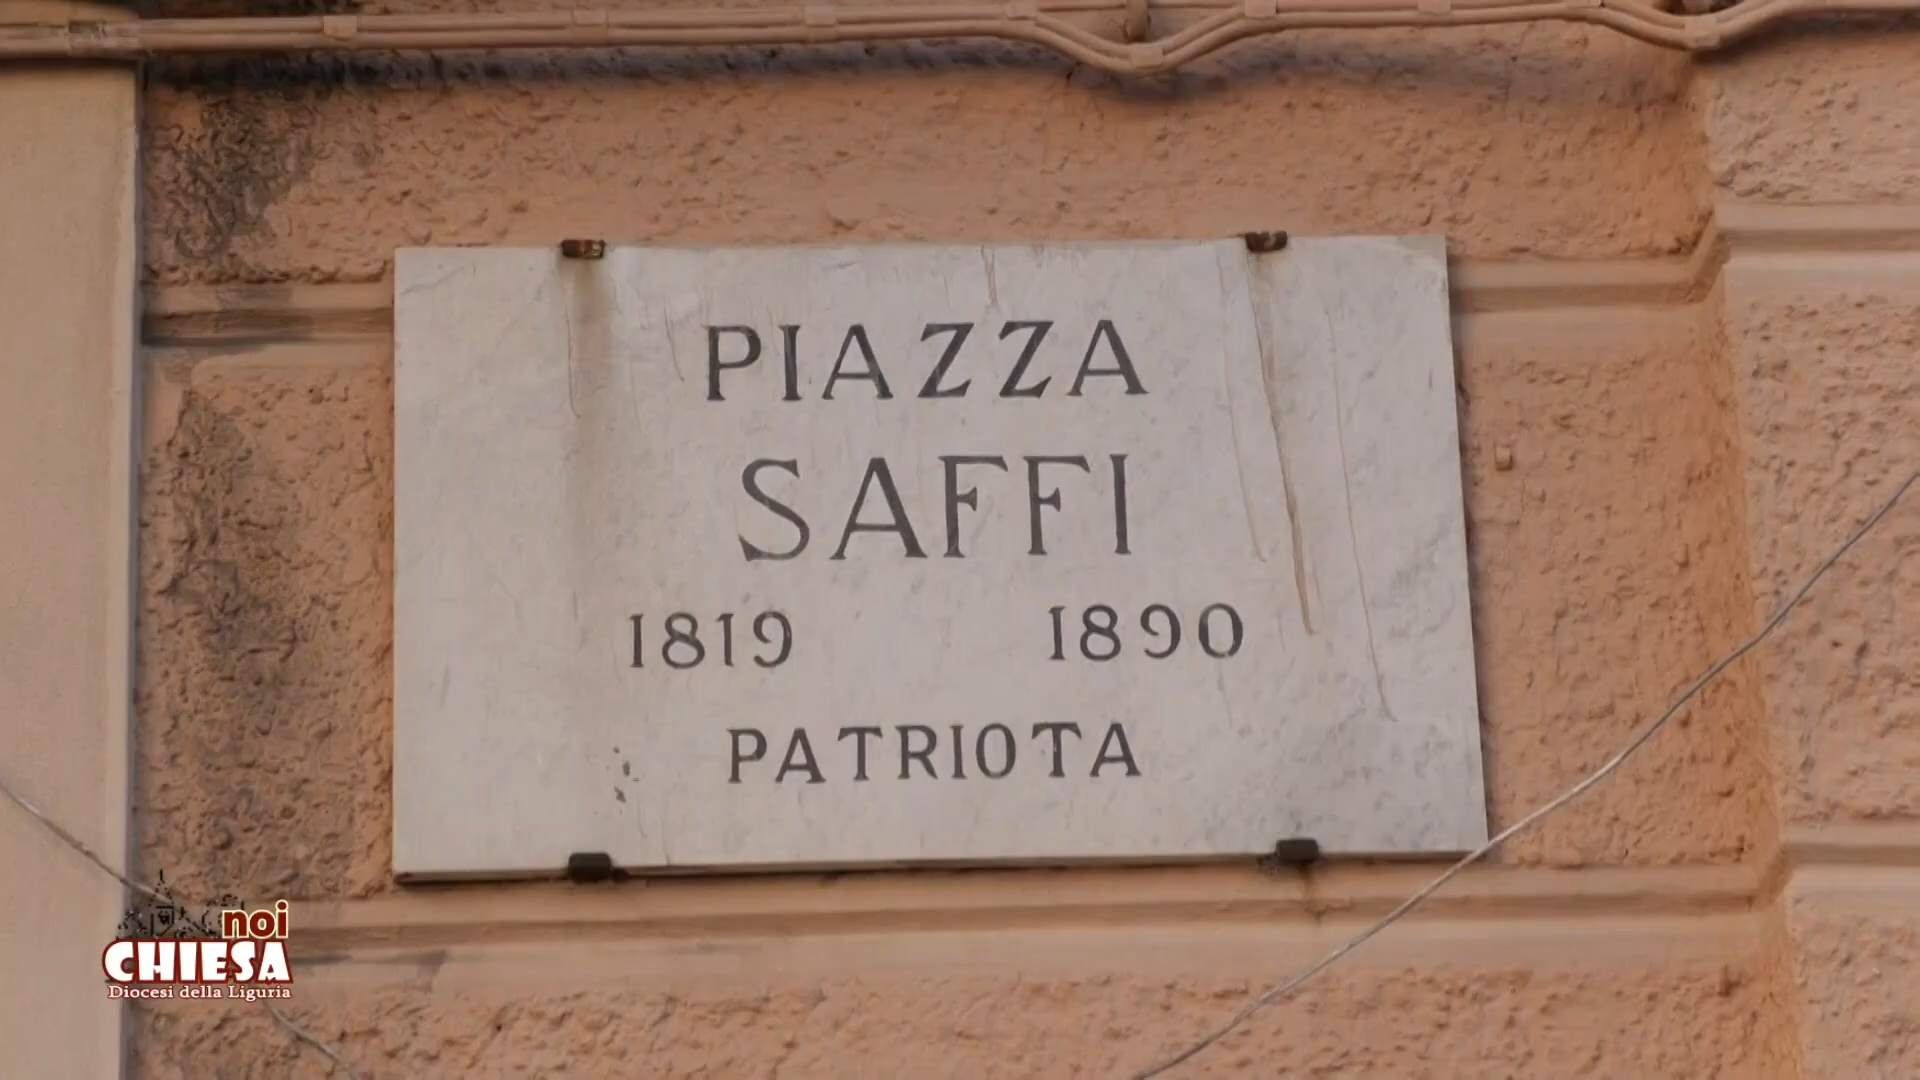 PIAZZA
SAFFI
1819 1890
PATRIOTA
noi
CHIESA
Diocesi della Liguria